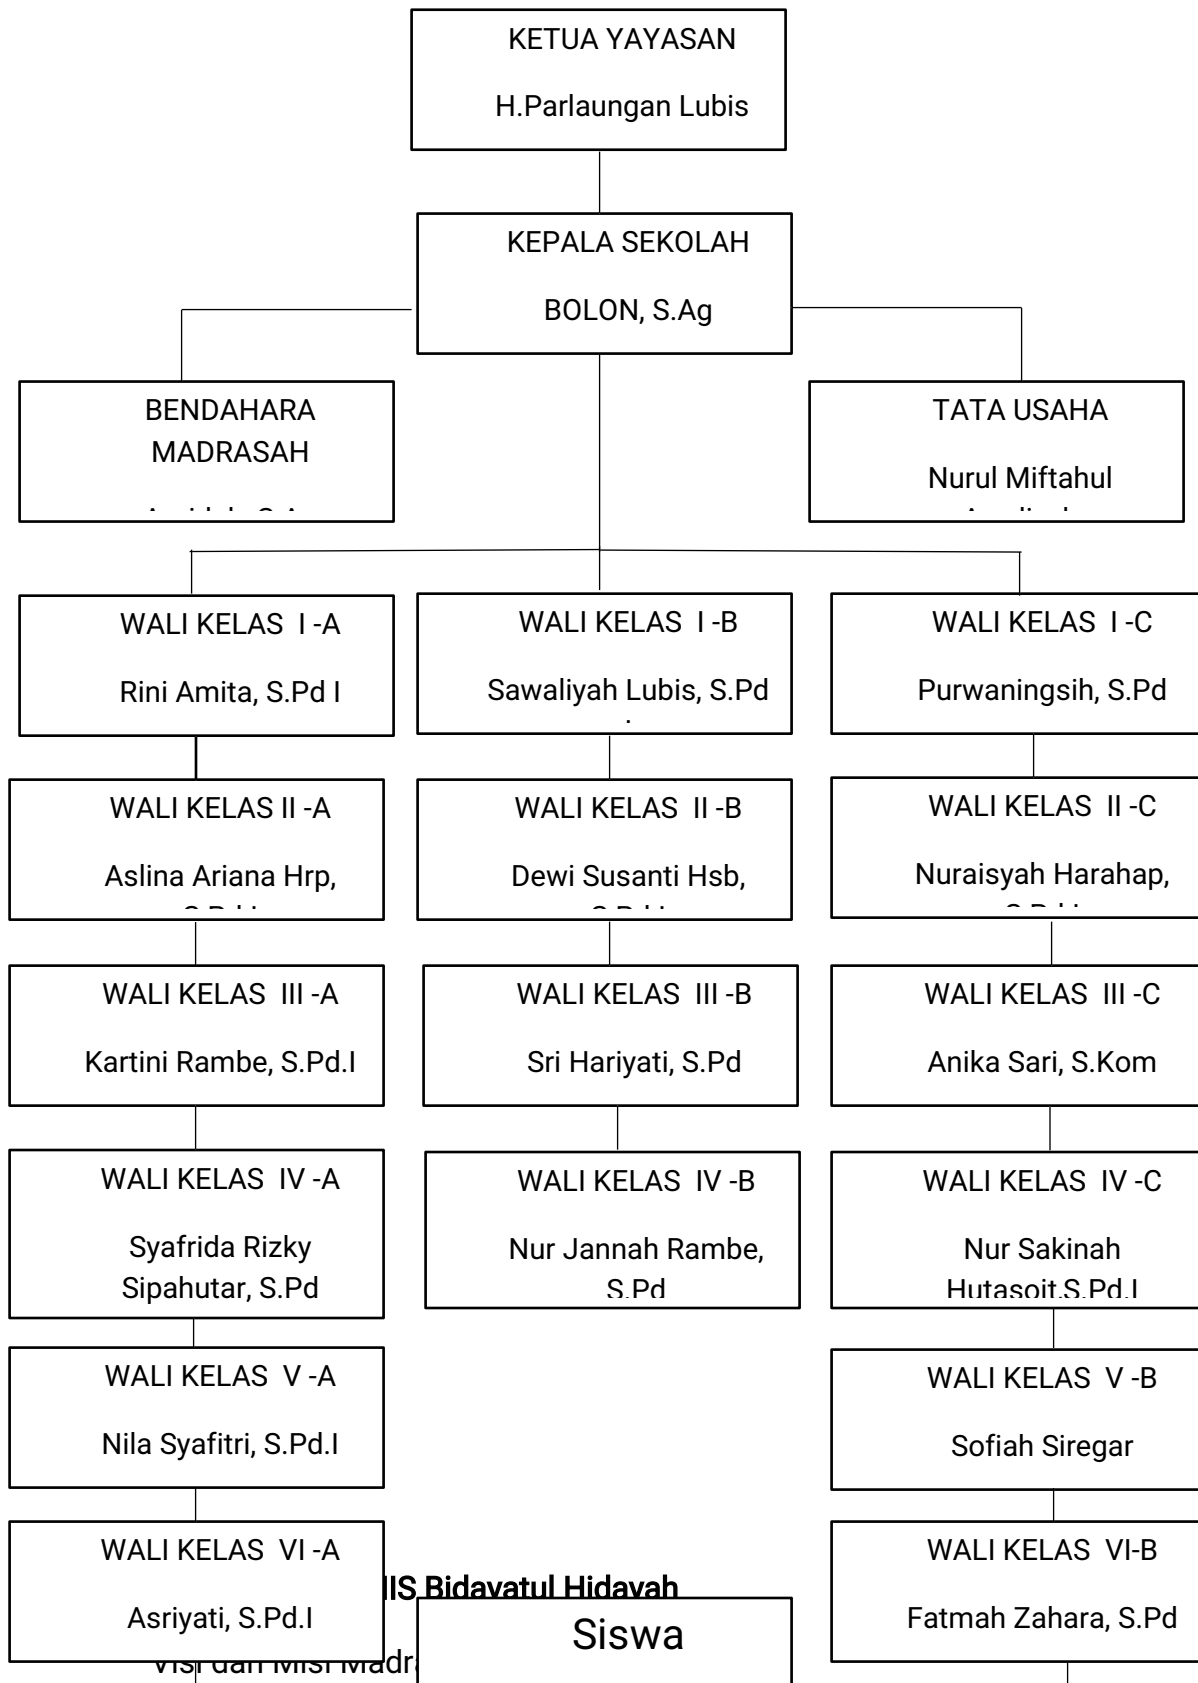 KETUA YAYASAN
H.Parlaungan Lubis
KEPALA SEKOLAH
BOLON, S.Ag
BENDAHARA
MADRASAH
TATA USAHA
Nurul Miftahul
WALI KELAS I -A
Rini Amita, S.Pd I
WALI KELAS I -B
Sawaliyah Lubis, S.Pd
WALI KELAS I -C
Purwaningsih, S.Pd
WALI KELAS II -A
Aslina Ariana Hrp,
WALI KELAS II -B
Dewi Susanti Hsb,
WALI KELAS II -C
Nuraisyah Harahap,
WALI KELAS III -A
Kartini Rambe, S.Pd.I
WALI KELAS III -B
Sri Hariyati, S.Pd
WALI KELAS III -C
Anika Sari, S.Kom
WALI KELAS IV -A
Syafrida Rizky
Sipahutar, S.Pd
WALI KELAS IV -B
Nur Jannah Rambe,
S.Pd
WALI KELAS IV -C
Nur Sakinah
Hutasoit,S.Pd.I
WALI KELAS V -A
Nila Syafitri, S.Pd.I
WALI KELAS V -B
Sofiah Siregar
WALI KELAS VI -A
Asriyati, S.Pd.I
WALI KELAS VI-B
Fatmah Zahara, S.Pd
Bidayatul Hidayah
Siswa
Visi dan Misi